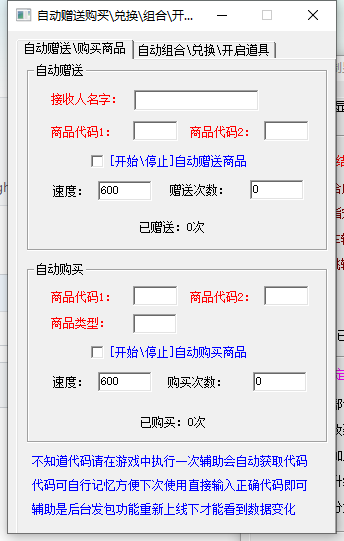 自动赠送购买\兑换\组合\开...
自动赠送\购买商品 自动组合\兑换\开启道具
自动赠送
接收人名字：
商品代码1： 商品代码2：
[开始\停止]自动赠送商品
速度： 600 赠送次数： 0
已赠送：0次
自动购买
商品代码1： 商品代码2：
商品类型：
[开始\停止]自动购买商品
速度： 600 购买次数： 0
已购买：0次
不知道代码请在游戏中执行一次辅助会自动获取代码
代码可自行记忆方便下次使用直接输入正确代码即可
辅助是后台发包功能重新上线下才能看到数据变化